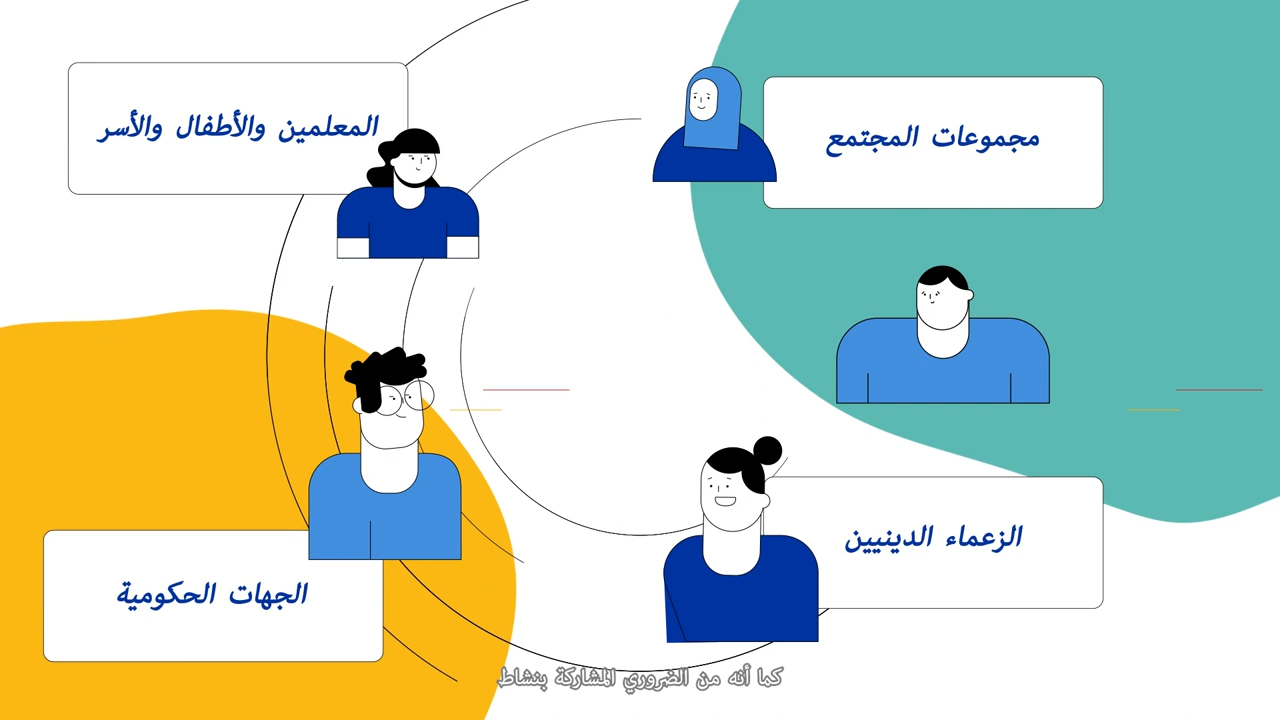 مجموعات المجتمع
المعلمين والأطفال والأسر
الزعماء الدينيين
الجهات الحكومية
كما أنه من الضروري المشاركة بنشاط